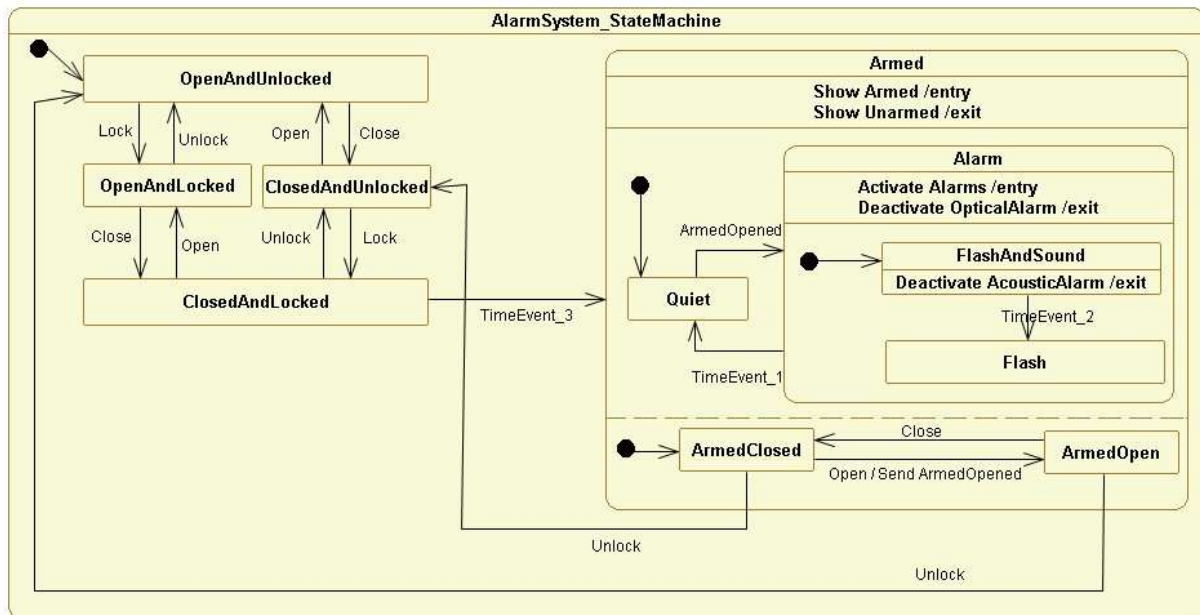 AlarmSystem_StateMachine
OpenAndUnlocked
Lock
Unlock
Open
Close
OpenAndLocked
ClosedAndUnlocked
Close
Open
Unlock
Lock
ClosedAndLocked
TimeEvent_3
Armed
Show Armed /entry
Show Unarmed /exit
Alarm
Activate Alarms /entry
Deactivate OpticalAlarm /exit
ArmedOpened
FlashAndSound
Deactivate AcousticAlarm /exit
Quiet
TimeEvent_2
TimeEvent_1
Flash
Close
ArmedClosed
ArmedOpen
Open / Send ArmedOpened
Unlock
Unlock